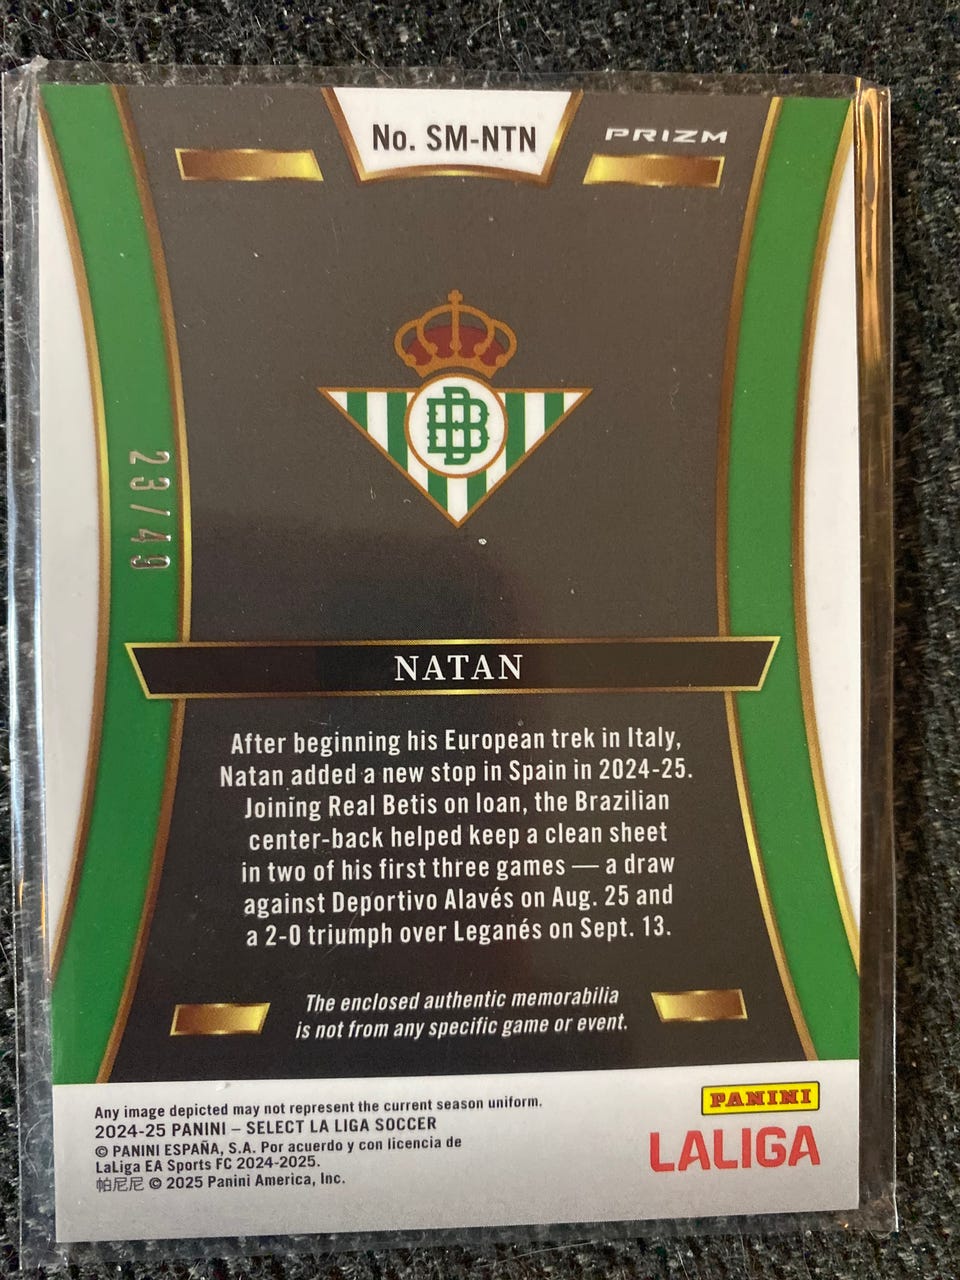 No. SM-NTN
PRIZM
23/49
NATAN
After beginning his European trek in Italy,
Natan added a new stop in Spain in 2024-25.
Joining Real Betis on loan, the Brazilian
center-back helped keep a clean sheet
in two of his first three games — a draw
against Deportivo Alavés on Aug. 25 and
a 2-0 triumph over Leganés on Sept. 13.
The enclosed authentic memorabilia
is not from any specific game or event.
Any image depicted may not represent the current season uniform.
2024-25 PANINI – SELECT LA LIGA SOCCER
© PANINI ESPAÑA, S.A. Por acuerdo y con licencia de
LaLiga EA Sports FC 2024-2025.
帕尼尼 © 2025 Panini America, Inc.
PANINI
LALIGA